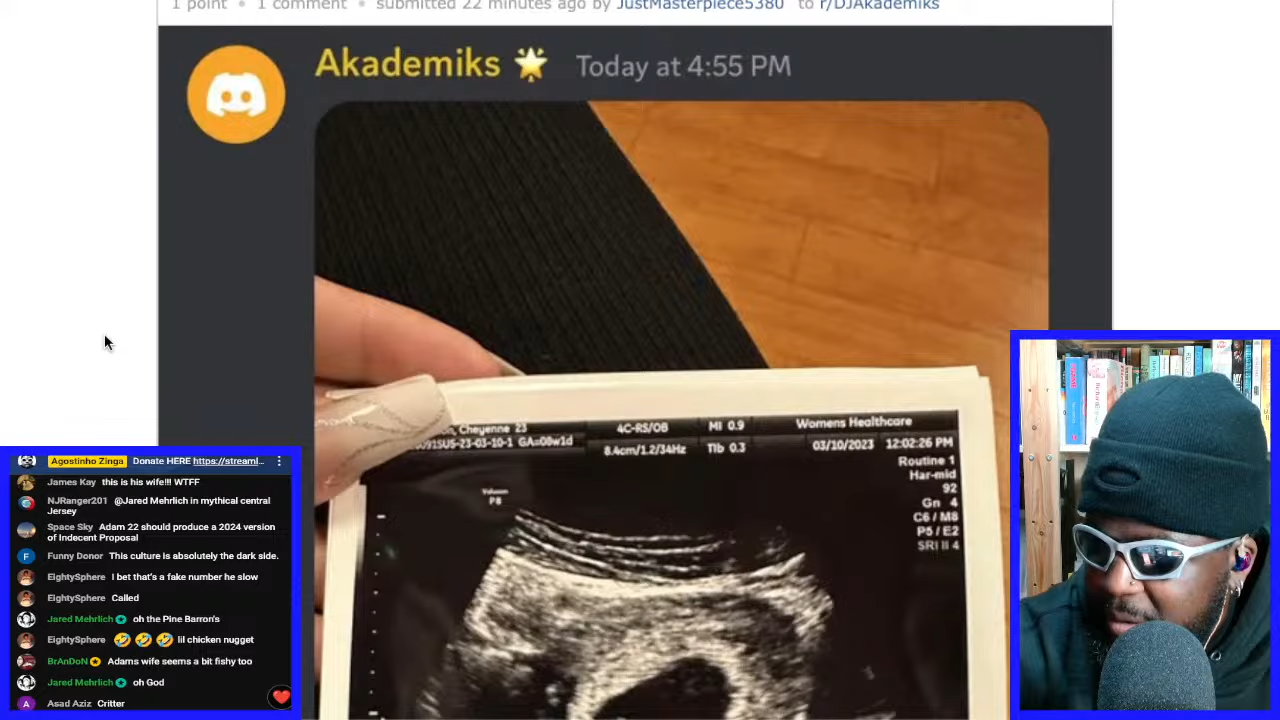 1 point • 1 comment • submitted 22 minutes ago by JustMasterpiece5380 to r/DJAkademiks
Akademiks Today at 4:55 PM
Cheyenne 23
4C-RS/OB
MI 0.9
Womens Healthcare
GA=08w1d
8.4cm/1.2/34Hz
TIb 0.3
03/10/2023 12:02:26 PM
Routine 1
Har-mid
92
Gn 4
C6 / M8
P5 / E2
SRI II 4
Voluson
P8
Agostinho Zinga Donate HERE https://streaml...
James Kay this is his wife!!! WTFF
NJRanger201 @Jared Mehrlich in mythical central
Jersey
Space Sky Adam 22 should produce a 2024 version
of Indecent Proposal
Funny Donor This culture is absolutely the dark side.
EightySphere I bet that's a fake number he slow
EightySphere Called
Jared Mehrlich oh the Pine Barron's
EightySphere 🤣 🤣 🤣 lil chicken nugget
BrAnDoN Adams wife seems a bit fishy too
Jared Mehrlich oh God
Asad Aziz Critter